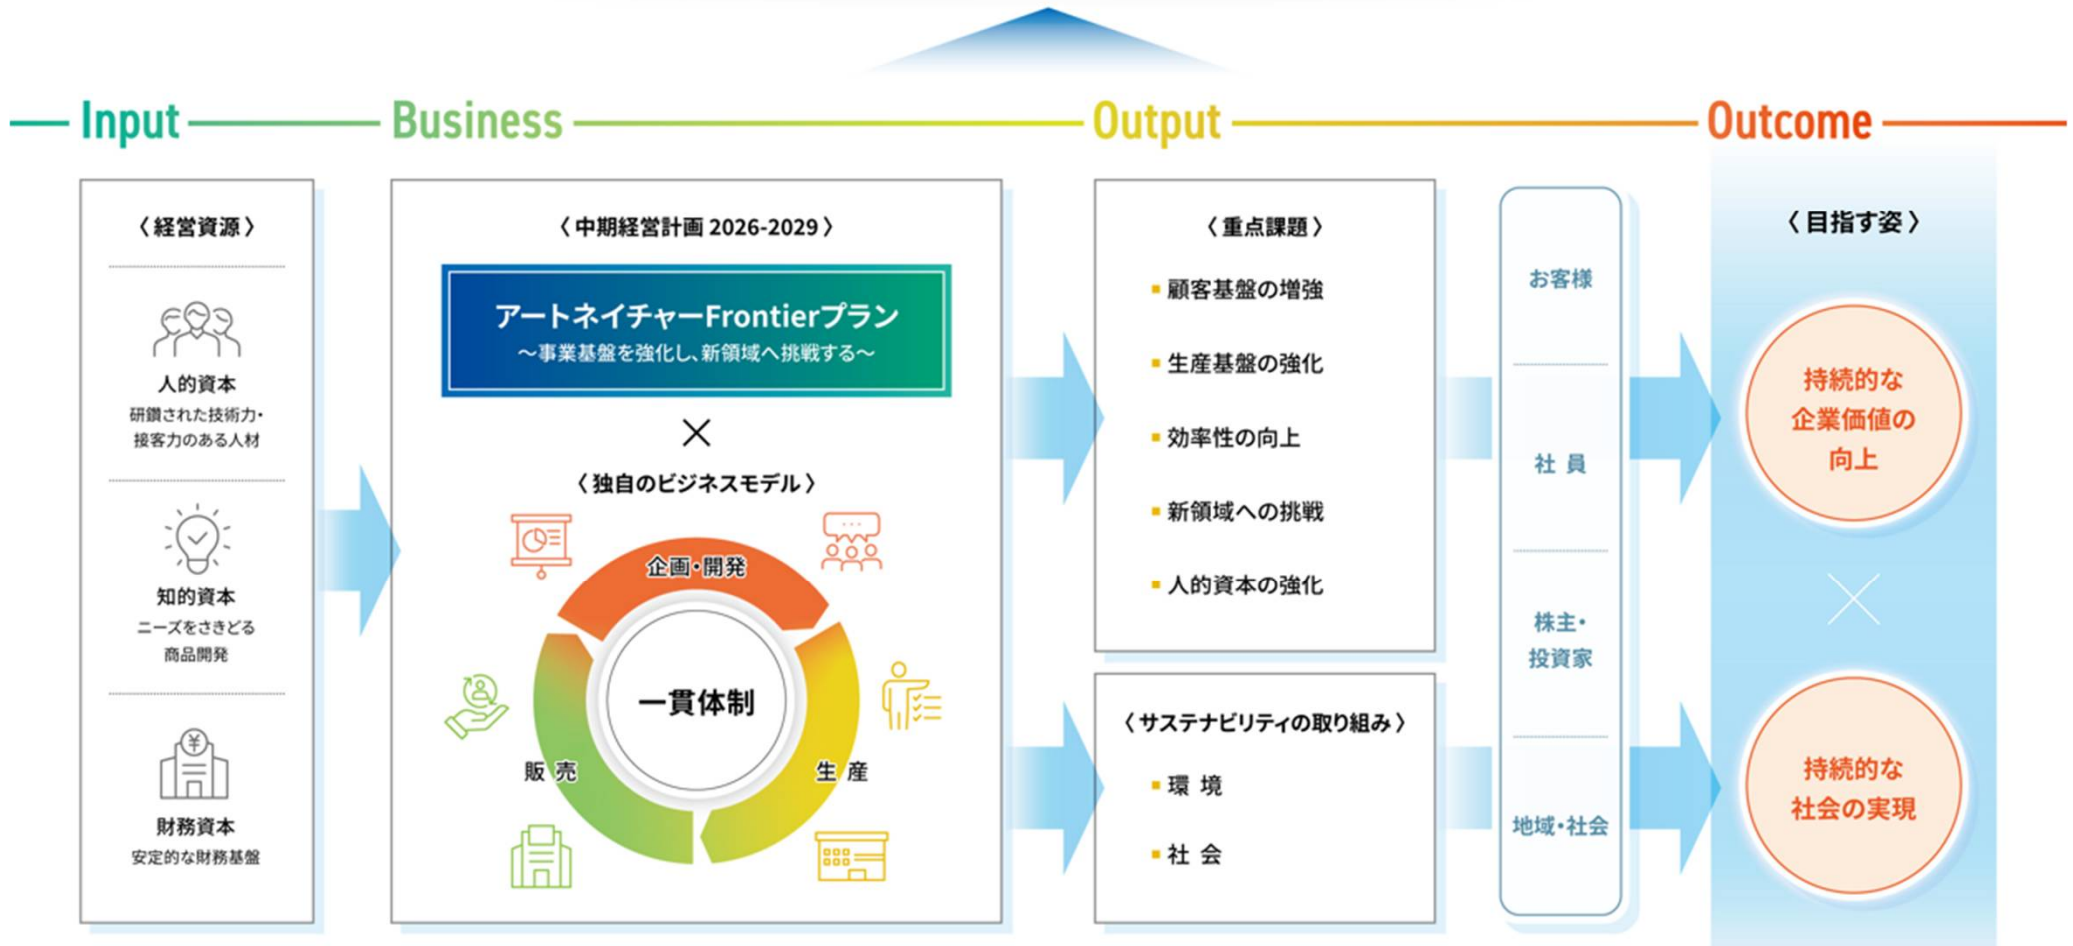 Input
Business
Output
Outcome
〈 経営資源 〉
人的資本
研鑽された技術力・
接客力のある人材
知的資本
ニーズをさきどる
商品開発
¥
財務資本
安定的な財務基盤
〈 中期経営計画 2026-2029 〉
アートネイチャーFrontierプラン
～事業基盤を強化し、新領域へ挑戦する～
×
〈 独自のビジネスモデル 〉
企画・開発
一貫体制
販売
生産
〈 重点課題 〉
▪ 顧客基盤の増強
▪ 生産基盤の強化
▪ 効率性の向上
▪ 新領域への挑戦
▪ 人的資本の強化
〈 サステナビリティの取り組み 〉
▪ 環境
▪ 社会
お客様
社員
株主・
投資家
地域・社会
〈 目指す姿 〉
持続的な
企業価値の
向上
×
持続的な
社会の実現